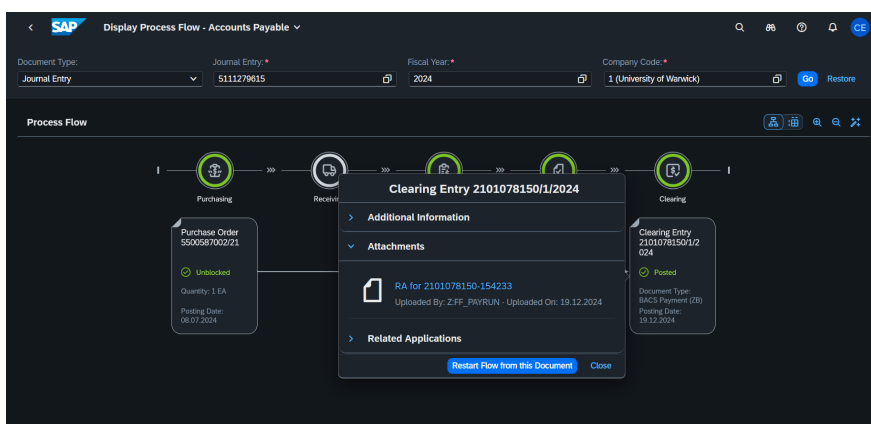 SAP Display Process Flow - Accounts Payable
CE
Document Type: Journal Entry:* Fiscal Year:* Company Code:*
Journal Entry 5111279615 2024 1 (University of Warwick) Go Restore
Process Flow
Purchasing
Clearing
Purchase Order
5500587002/21
Unblocked
Quantity: 1 EA
Posting Date:
08.07.2024
Clearing Entry 2101078150/1/2024
Additional Information
Attachments
RA for 2101078150-154233
Uploaded By: Z:FF_PAYRUN - Uploaded On: 19.12.2024
Related Applications
Restart Flow from this Document Close
Clearing Entry
2101078150/1/2
024
Posted
Document Type:
BACS Payment (ZB)
Posting Date:
19.12.2024